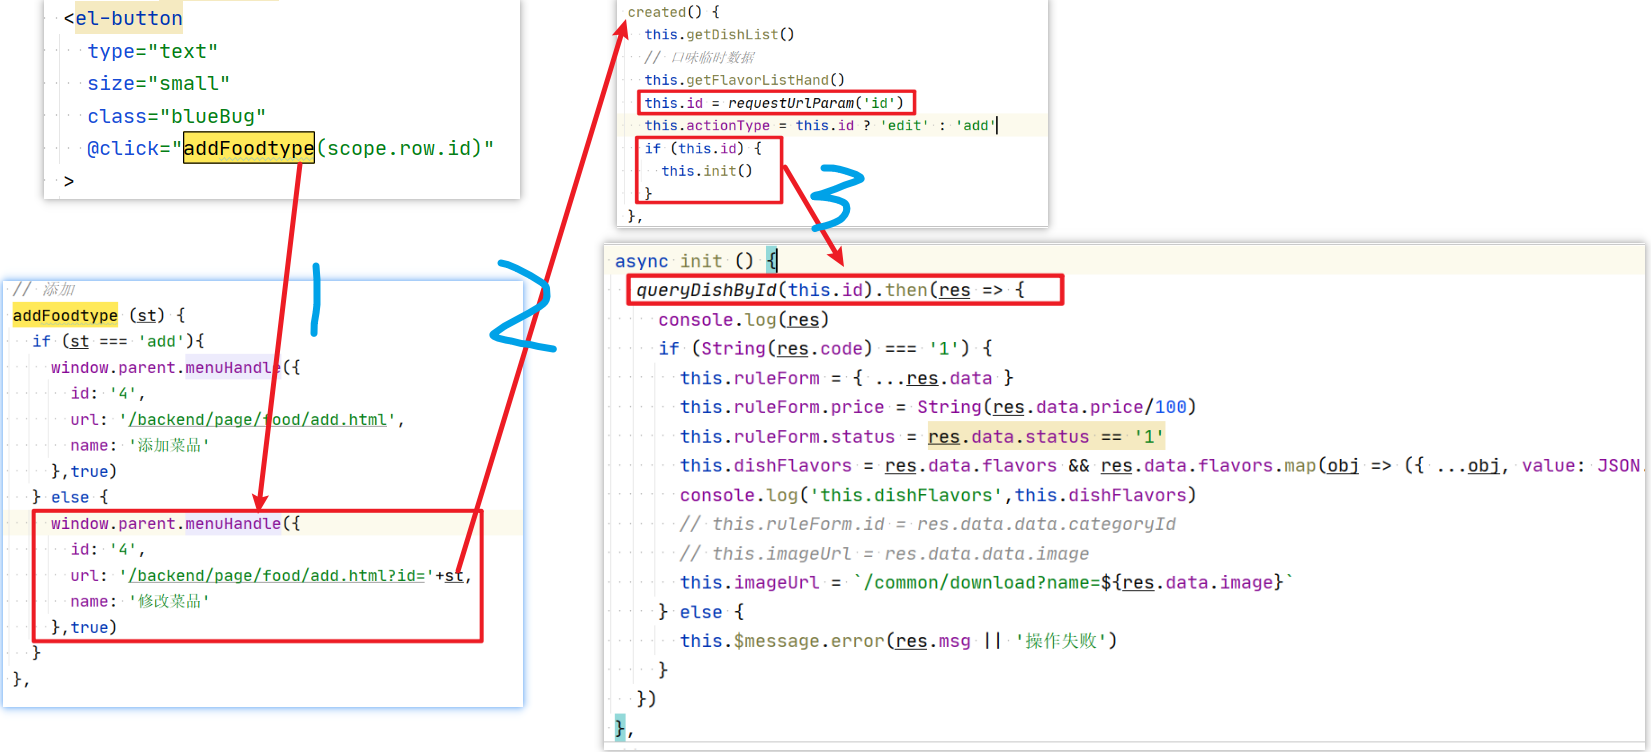 <el-button
type="text"
size="small"
class="blueBug"
@click="addFoodtype(scope.row.id)"
>
// 添加
addFoodtype (st) {
if (st === 'add'){
window.parent.menuHandle({
id: '4',
url: '/backend/page/food/add.html',
name: '添加菜品'
},true)
} else {
window.parent.menuHandle({
id: '4',
url: '/backend/page/food/add.html?id='+st,
name: '修改菜品'
},true)
}
},
1
2
created() {
this.getDishList()
// 口味临时数据
this.getFlavorListHand()
this.id = requestUrlParam('id')
this.actionType = this.id ? 'edit' : 'add'
if (this.id) {
this.init()
}
},
3
async init () {
queryDishById(this.id).then(res => {
console.log(res)
if (String(res.code) === '1') {
this.ruleForm = { ...res.data }
this.ruleForm.price = String(res.data.price/100)
this.ruleForm.status = res.data.status == '1'
this.dishFlavors = res.data.flavors && res.data.flavors.map(obj => ({ ...obj, value: JSON.
console.log('this.dishFlavors',this.dishFlavors)
// this.ruleForm.id = res.data.data.categoryId
// this.imageUrl = res.data.data.image
this.imageUrl = `/common/download?name=${res.data.image}`
} else {
this.$message.error(res.msg || '操作失败')
}
})
},